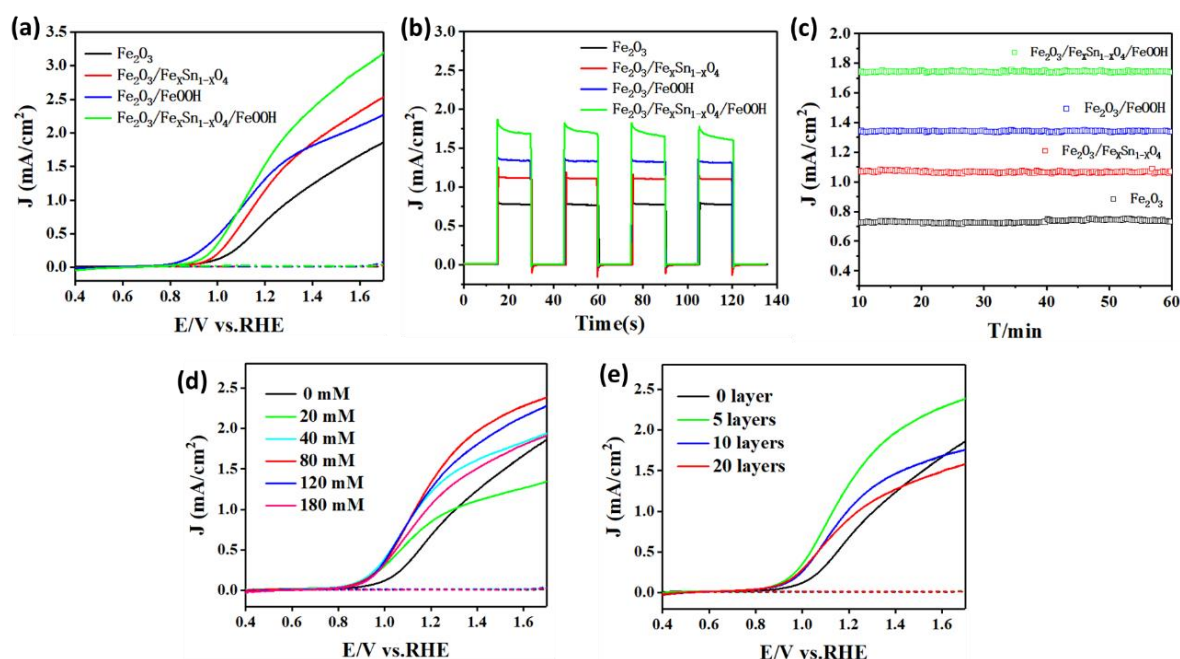 (a)
3.5
3.0
2.5
2.0
1.5
1.0
0.5
0.0
J (mA/cm²)
Fe₂O₃
Fe₂O₃/FeₓSn₁₋ₓO₄
Fe₂O₃/FeOOH
Fe₂O₃/FeₓSn₁₋ₓO₄/FeOOH
0.4 0.6 0.8 1.0 1.2 1.4 1.6
E/V vs.RHE
(b)
3.0
2.5
2.0
1.5
1.0
0.5
0.0
J (mA/cm²)
Fe₂O₃
Fe₂O₃/FeₓSn₁₋ₓO₄
Fe₂O₃/FeOOH
Fe₂O₃/FeₓSn₁₋ₓO₄/FeOOH
0 20 40 60 80 100 120 140
Time(s)
(c)
2.0
1.8
1.6
1.4
1.2
1.0
0.8
0.6
0.4
J (mA/cm²)
Fe₂O₃/FeₓSn₁₋ₓO₄/FeOOH
Fe₂O₃/FeOOH
Fe₂O₃/FeₓSn₁₋ₓO₄
Fe₂O₃
10 20 30 40 50 60
T/min
(d)
2.5
2.0
1.5
1.0
0.5
0.0
J (mA/cm²)
0 mM
20 mM
40 mM
80 mM
120 mM
180 mM
0.4 0.6 0.8 1.0 1.2 1.4 1.6
E/V vs.RHE
(e)
2.5
2.0
1.5
1.0
0.5
0.0
J (mA/cm²)
0 layer
5 layers
10 layers
20 layers
0.4 0.6 0.8 1.0 1.2 1.4 1.6
E/V vs.RHE